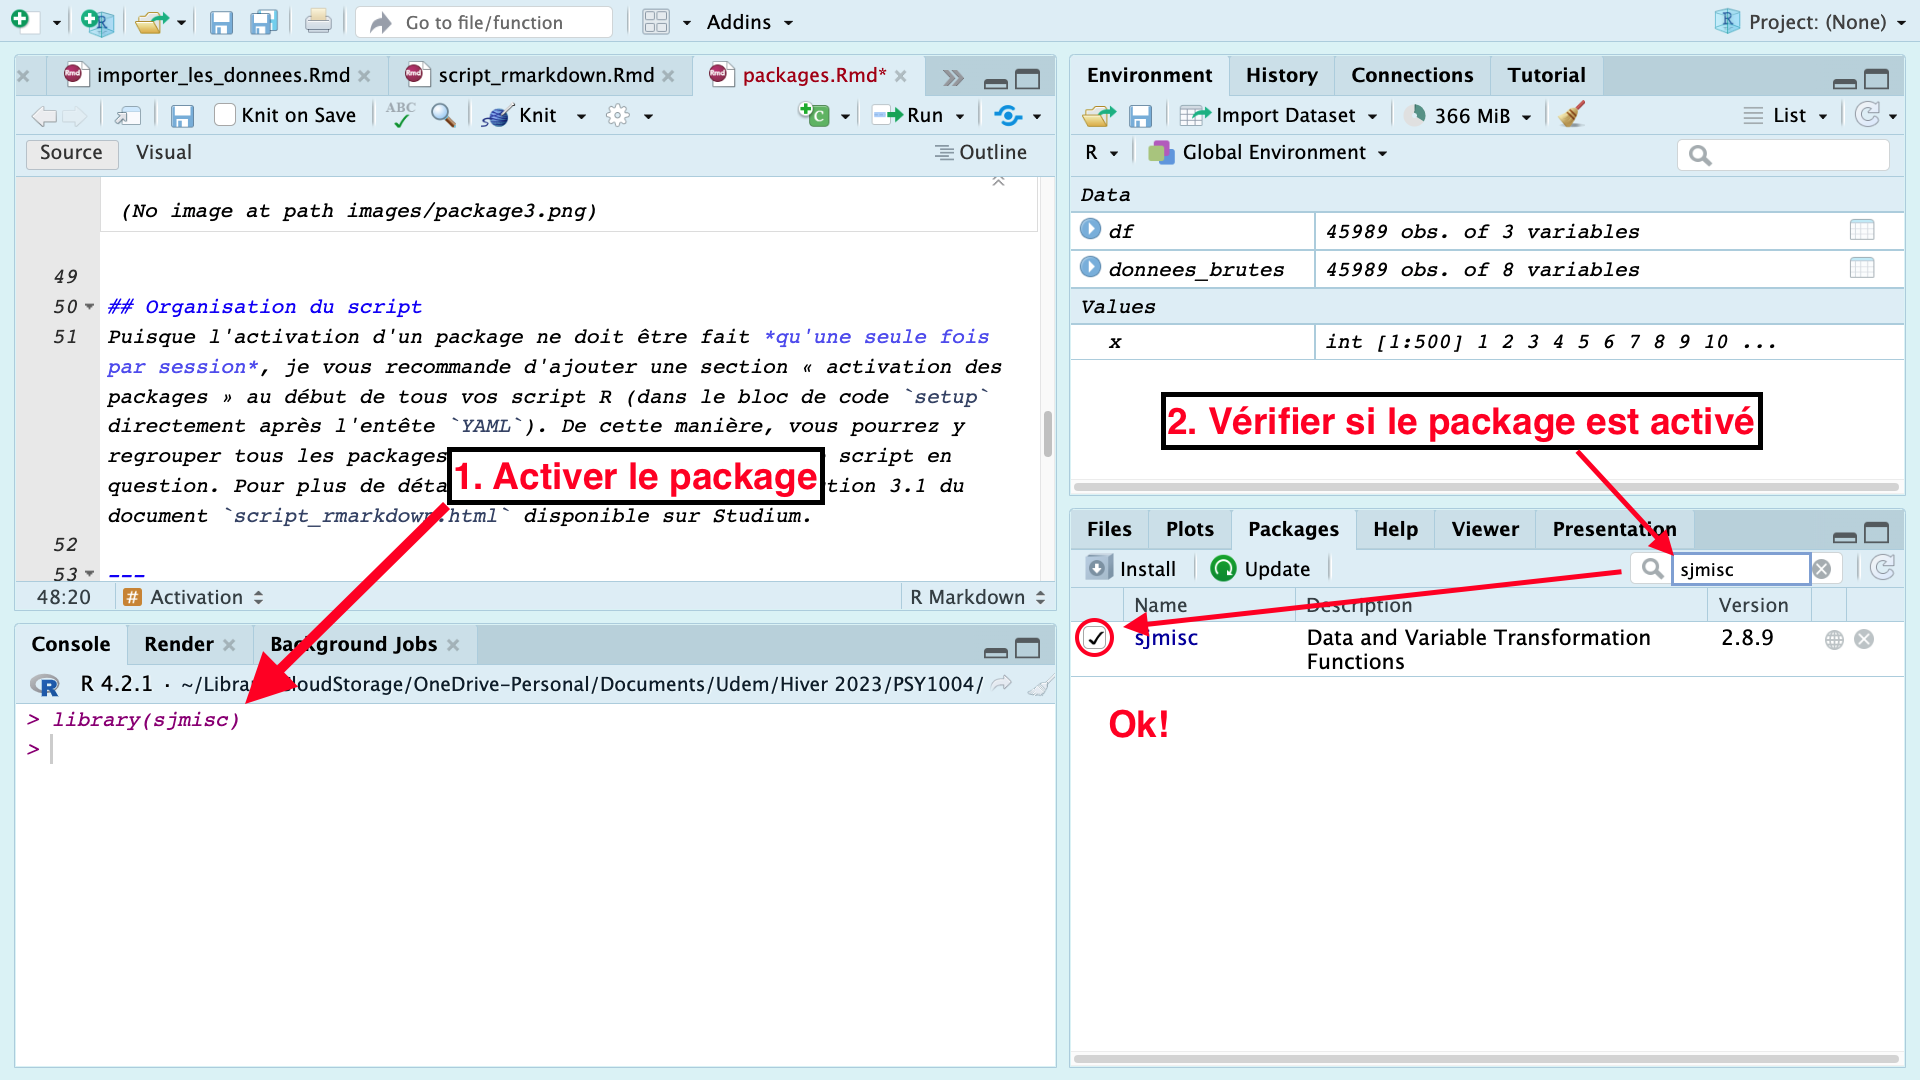 Go to file/function
Addins
Project: (None)
importer_les_donnees.Rmd
script_rmarkdown.Rmd
packages.Rmd*
Knit on Save
ABC
Knit
Run
Source
Visual
Outline
(No image at path images/package3.png)
49
50 ## Organisation du script
51 Puisque l'activation d'un package ne doit être fait *qu'une seule fois
par session*, je vous recommande d'ajouter une section « activation des
packages » au début de tous vos script R (dans le bloc de code `setup`
directement après l'entête `YAML`). De cette manière, vous pourrez y
regrouper tous les packages script en
question. Pour plus de déta tion 3.1 du
document `script_rmarkdown.html` disponible sur Studium.
52
53 ---
1. Activer le package
48:20
# Activation
R Markdown
Console
Render
Background Jobs
R 4.2.1 · ~/Libra CloudStorage/OneDrive-Personal/Documents/Udem/Hiver 2023/PSY1004/
> library(sjmisc)
>
Environment
History
Connections
Tutorial
Import Dataset
366 MiB
List
R
Global Environment
Data
df 45989 obs. of 3 variables
donnees_brutes 45989 obs. of 8 variables
Values
x int [1:500] 1 2 3 4 5 6 7 8 9 10 ...
2. Vérifier si le package est activé
Files
Plots
Packages
Help
Viewer
Presentation
Install
Update
sjmisc
Name
Description
Version
sjmisc
Data and Variable Transformation
Functions
2.8.9
Ok!